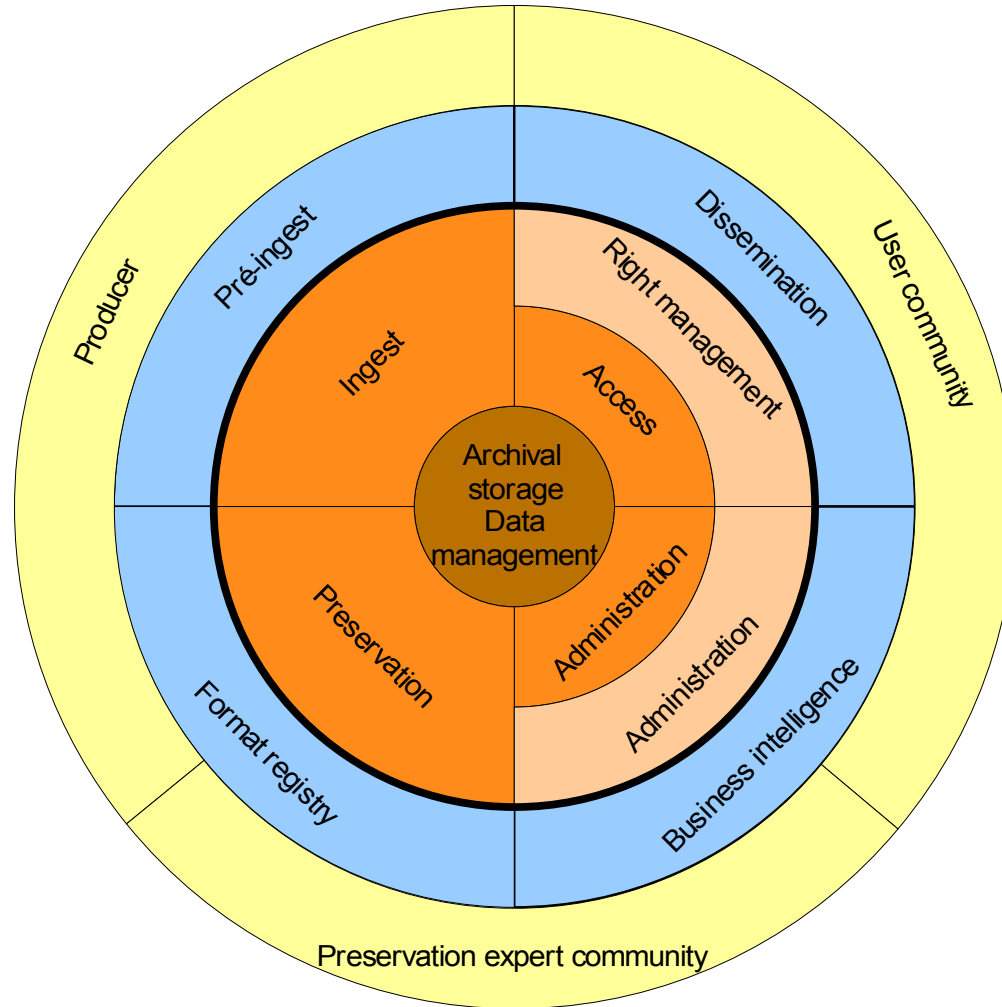 Producer
Pré-ingest
Ingest
Dissemination
Right management
Access
User community
Archival
storage
Data
management
Preservation
Administration
Administration
Format registry
Business intelligence
Preservation expert community